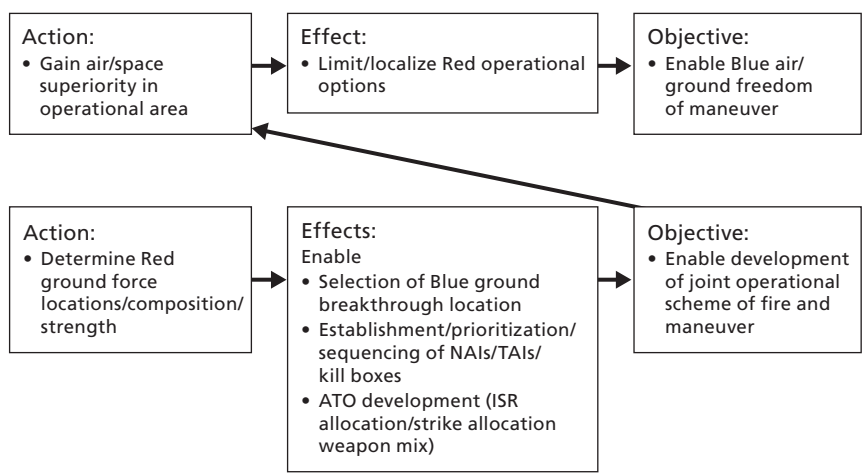 Action:
• Gain air/space
superiority in
operational area
Effect:
• Limit/localize Red operational
options
Objective:
• Enable Blue air/
ground freedom
of maneuver
Action:
• Determine Red
ground force
locations/composition/
strength
Effects:
Enable
• Selection of Blue ground
breakthrough location
• Establishment/prioritization/
sequencing of NAIs/TAIs/
kill boxes
• ATO development (ISR
allocation/strike allocation
weapon mix)
Objective:
• Enable development
of joint operational
scheme of fire and
maneuver